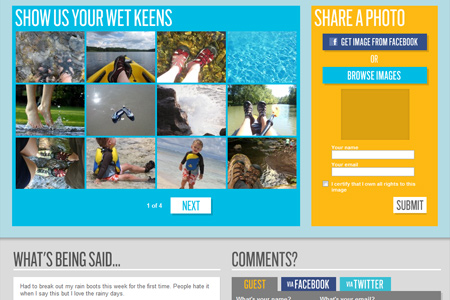 SHOW US YOUR WET KEENS
1 of 4
NEXT
SHARE A PHOTO
f GET IMAGE FROM FACEBOOK
OR
BROWSE IMAGES
Your name
Your email
I certify that I own all rights to this
image
SUBMIT
WHAT'S BEING SAID...
Had to break out my rain boots this week for the first time. People hate it
when I say this but I love the rainy days.
COMMENTS?
GUEST
VIA FACEBOOK
VIA TWITTER
What's your name?
What's your email?